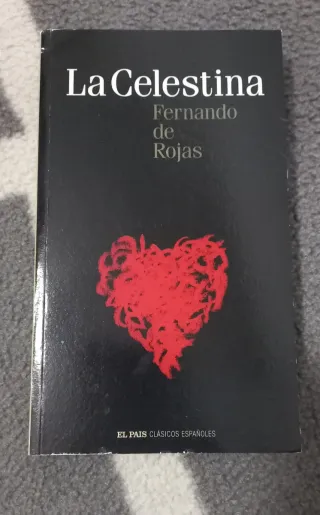 La Celestina
Fernando
de
Rojas
EL PAIS CLÁSICOS ESPAÑOLES